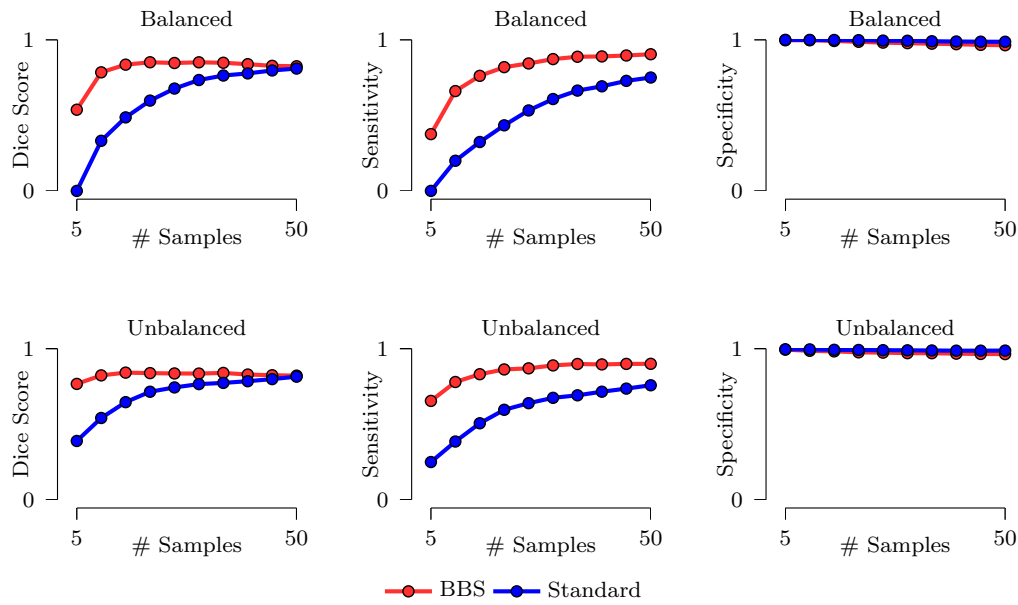 Balanced
Dice Score
1
0
5
50
# Samples
Balanced
Sensitivity
1
0
5
50
# Samples
Balanced
Specificity
1
0
5
50
# Samples
Unbalanced
Dice Score
1
0
5
50
# Samples
Unbalanced
Sensitivity
1
0
5
50
# Samples
Unbalanced
Specificity
1
0
5
50
# Samples
BBS Standard